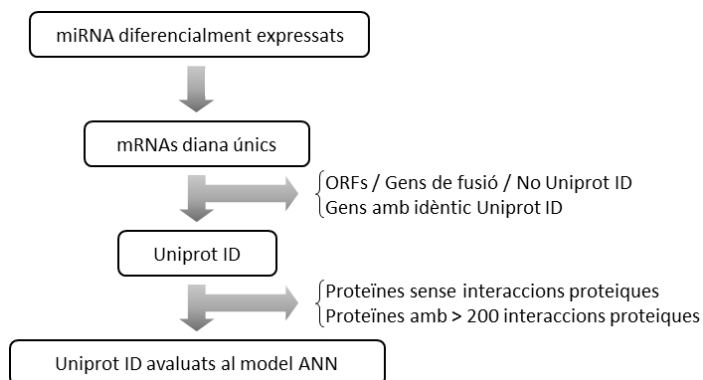 miRNA diferencialment expressats
mRNAs diana únics
ORFs / Gens de fusió / No Uniprot ID
Gens amb idèntic Uniprot ID
Uniprot ID
Proteïnes sense interaccions proteiques
Proteïnes amb > 200 interaccions proteiques
Uniprot ID avaluats al model ANN